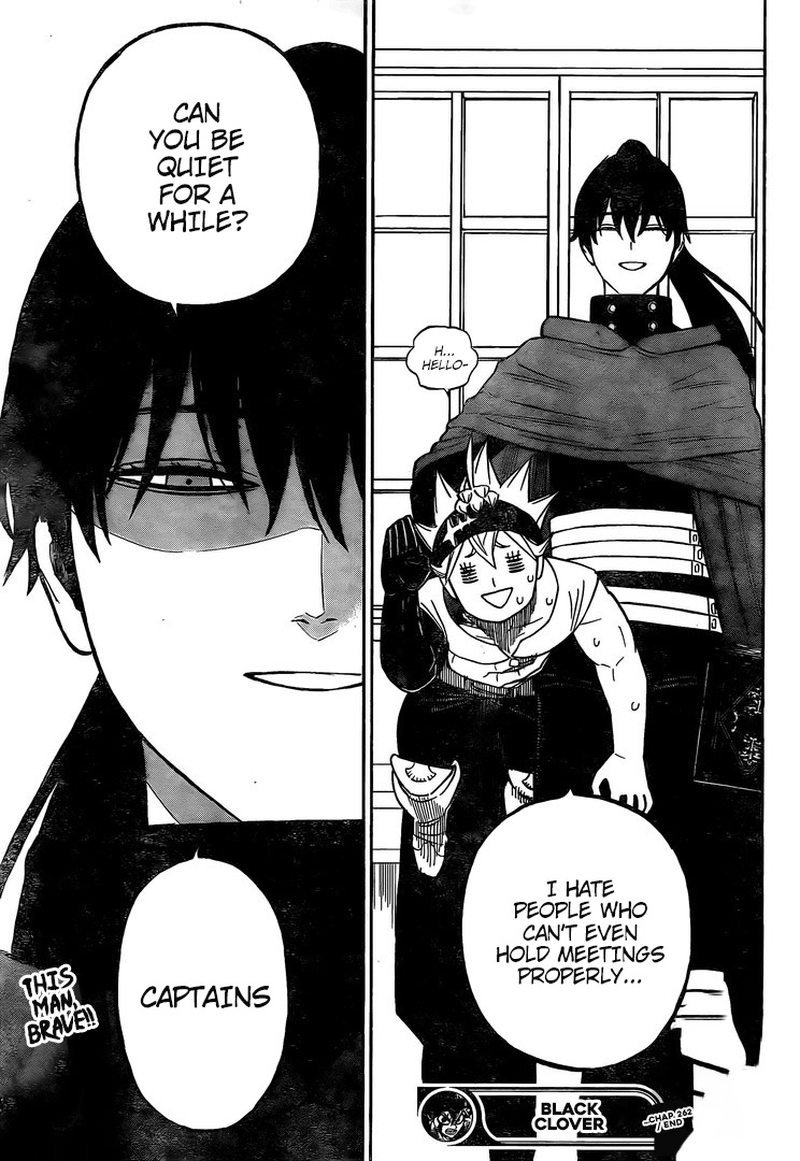 H...
HELLO-
I HATE
PEOPLE WHO
CAN'T EVEN
HOLD MEETINGS
PROPERLY...
CAN
YOU BE
QUIET
FOR A
WHILE?
CAPTAINS
THIS
MAN,
BRAVE!!
BLACK
CLOVER
...CHAP. 262
/ END